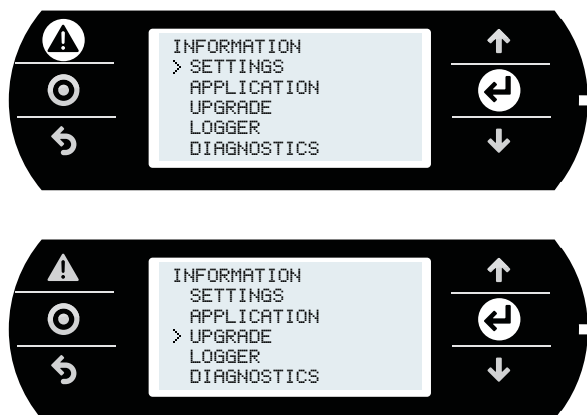 INFORMATION
> SETTINGS
APPLICATION
UPGRADE
LOGGER
DIAGNOSTICS
INFORMATION
SETTINGS
APPLICATION
> UPGRADE
LOGGER
DIAGNOSTICS